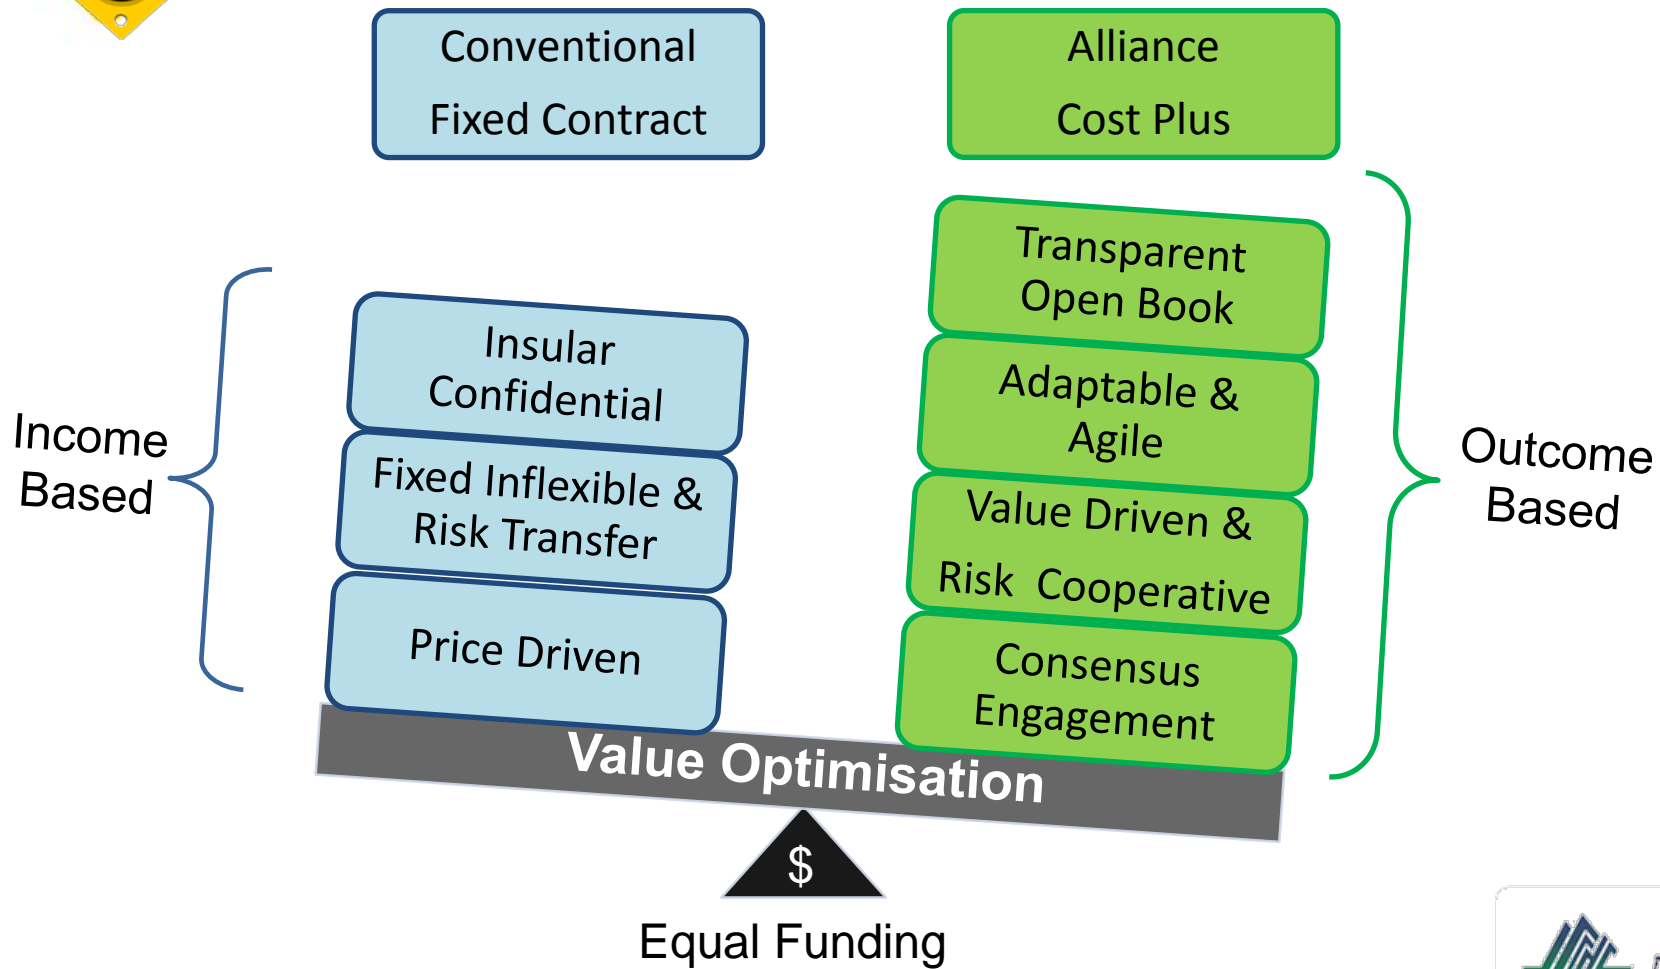 Conventional
Fixed Contract
Alliance
Cost Plus
Income
Based
Insular
Confidential
Fixed Inflexible &
Risk Transfer
Price Driven
Transparent
Open Book
Adaptable &
Agile
Value Driven &
Risk Cooperative
Consensus
Engagement
Outcome
Based
Value Optimisation
$
Equal Funding